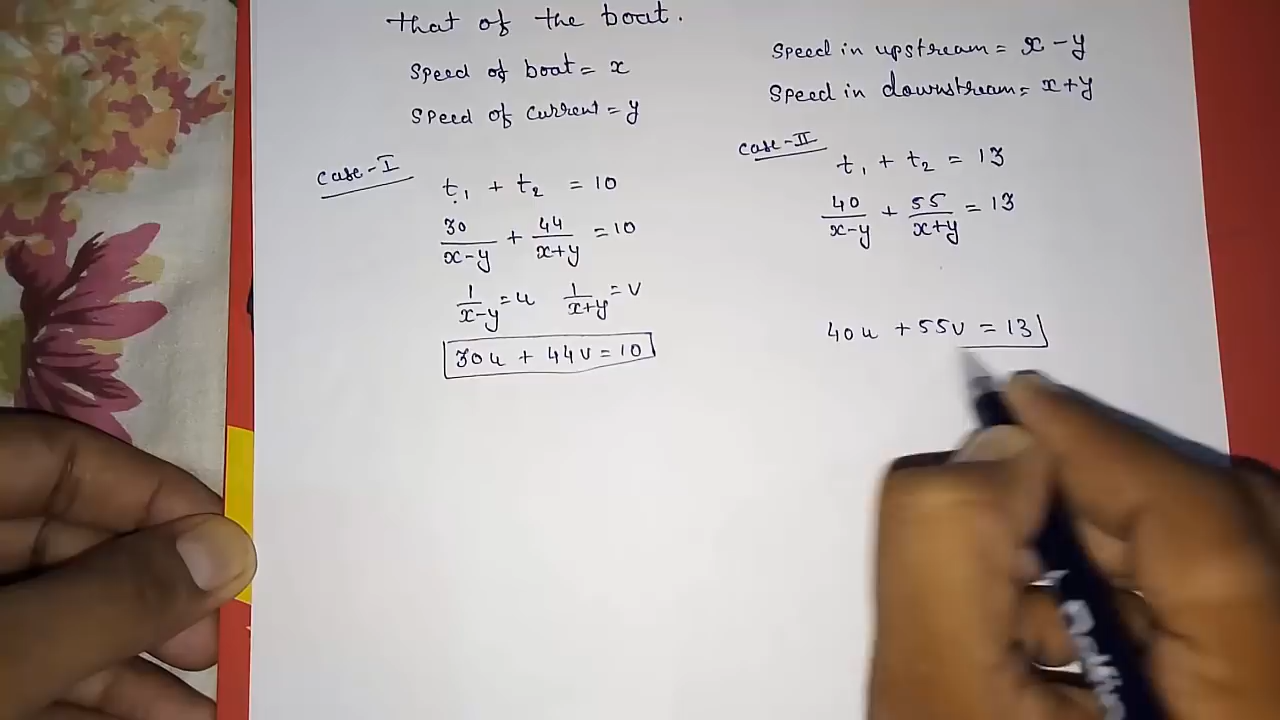 that of the boat.
Speed of boat = x
Speed of current = y
Speed in upstream = x - y
Speed in downstream = x + y
Case-I
t₁ + t₂ = 10
30/x-y + 44/x+y = 10
1/x-y = u 1/x+y = v
30u + 44v = 10
Case-II
t₁ + t₂ = 13
40/x-y + 55/x+y = 13
40u + 55v = 13